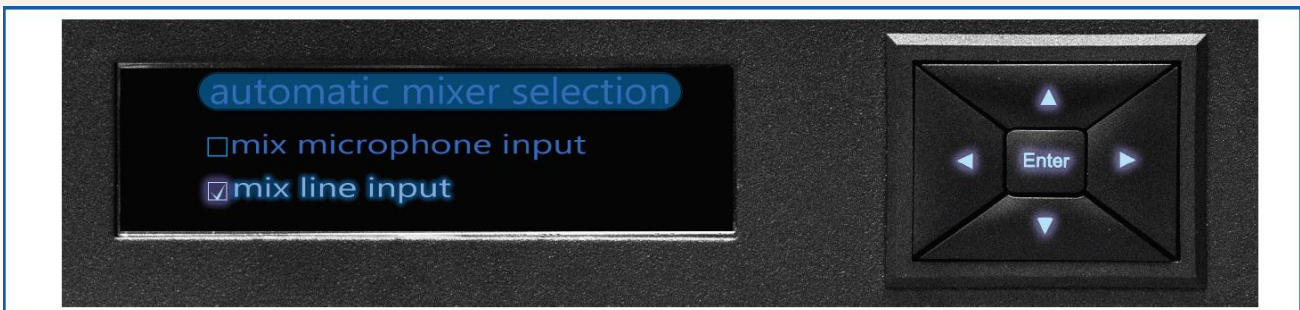 automatic mixer selection
☐mix microphone input
☑mix line input
▲
◀ Enter ▶
▼